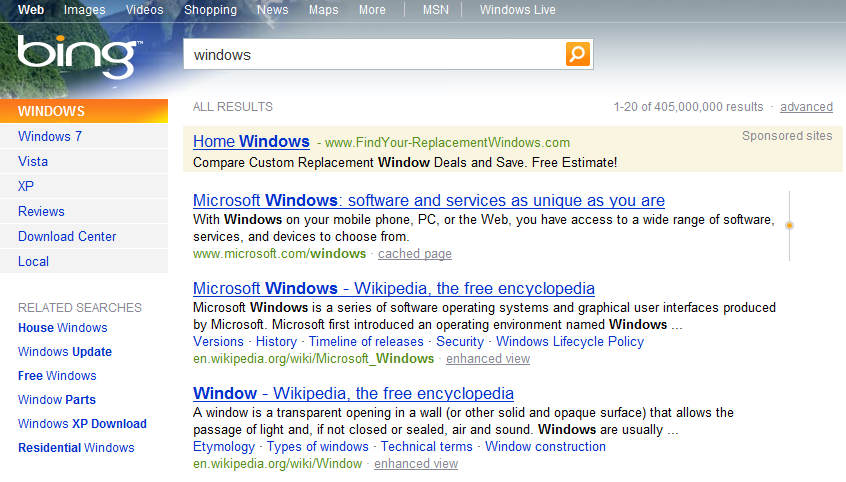 Web Images Videos Shopping News Maps More MSN Windows Live
bing™
windows
WINDOWS
Windows 7
Vista
XP
Reviews
Download Center
Local
RELATED SEARCHES
House Windows
Windows Update
Free Windows
Window Parts
Windows XP Download
Residential Windows
ALL RESULTS
1-20 of 405,000,000 results · advanced
Home Windows - www.FindYour-ReplacementWindows.com
Sponsored sites
Compare Custom Replacement Window Deals and Save. Free Estimate!
Microsoft Windows: software and services as unique as you are
With Windows on your mobile phone, PC, or the Web, you have access to a wide range of software,
services, and devices to choose from.
www.microsoft.com/windows · cached page
Microsoft Windows - Wikipedia, the free encyclopedia
Microsoft Windows is a series of software operating systems and graphical user interfaces produced
by Microsoft. Microsoft first introduced an operating environment named Windows ...
Versions · History · Timeline of releases · Security · Windows Lifecycle Policy
en.wikipedia.org/wiki/Microsoft_Windows · enhanced view
Window - Wikipedia, the free encyclopedia
A window is a transparent opening in a wall (or other solid and opaque surface) that allows the
passage of light and, if not closed or sealed, air and sound. Windows are usually ...
Etymology · Types of windows · Technical terms · Window construction
en.wikipedia.org/wiki/Window · enhanced view